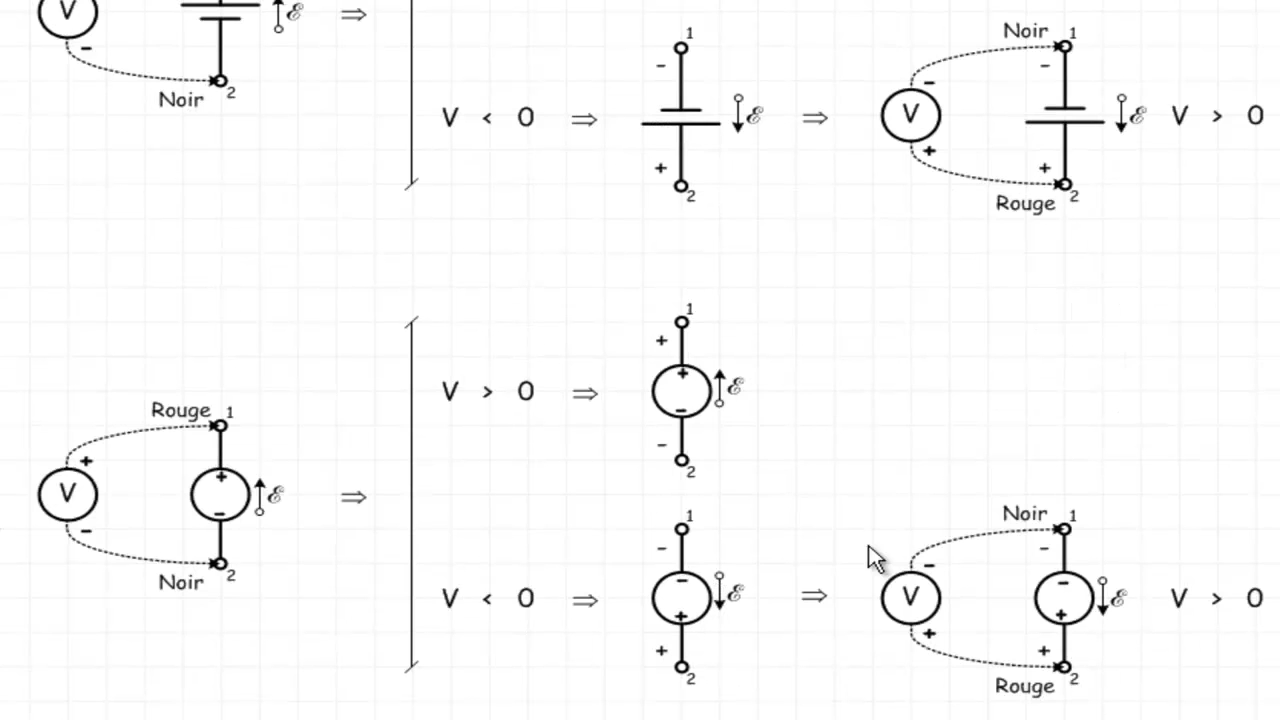 V
−
ℰ
⇒
Noir
2
V < 0 ⇒
1
−
+
2
ℰ
⇒
Noir
1
−
−
V
+
+
ℰ
V > 0
2
Rouge
Rouge
1
+
V
−
+
−
ℰ
⇒
2
Noir
V > 0 ⇒
1
+
+
−
−
2
ℰ
V < 0 ⇒
1
−
−
+
+
2
ℰ
⇒
Noir
1
−
−
V
−
+
+
+
ℰ
V > 0
2
Rouge